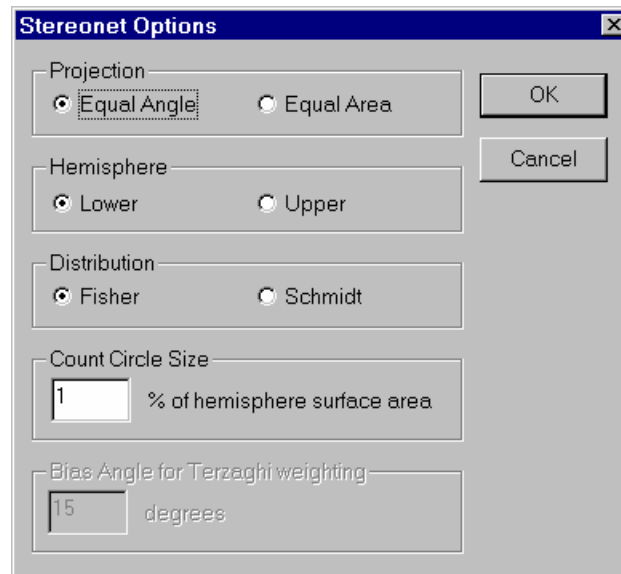 Stereonet Options
Projection
Equal Angle
Equal Area
OK
Cancel
Hemisphere
Lower
Upper
Distribution
Fisher
Schmidt
Count Circle Size
1 % of hemisphere surface area
Bias Angle for Terzaghi weighting
15 degrees